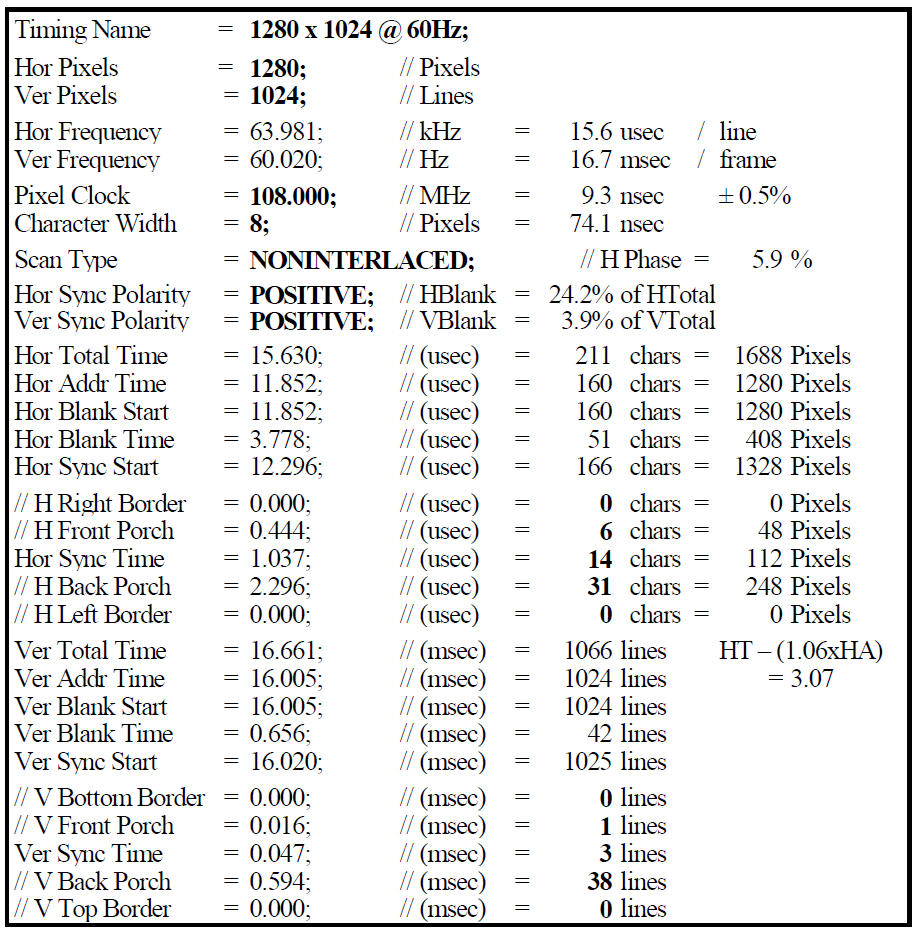 Timing Name = 1280 x 1024 @ 60Hz;
Hor Pixels = 1280; // Pixels
Ver Pixels = 1024; // Lines
Hor Frequency = 63.981; // kHz = 15.6 usec / line
Ver Frequency = 60.020; // Hz = 16.7 msec / frame
Pixel Clock = 108.000; // MHz = 9.3 nsec ± 0.5%
Character Width = 8; // Pixels = 74.1 nsec
Scan Type = NONINTERLACED; // H Phase = 5.9 %
Hor Sync Polarity = POSITIVE; // HBlank = 24.2% of HTotal
Ver Sync Polarity = POSITIVE; // VBlank = 3.9% of VTotal
Hor Total Time = 15.630; // (usec) = 211 chars = 1688 Pixels
Hor Addr Time = 11.852; // (usec) = 160 chars = 1280 Pixels
Hor Blank Start = 11.852; // (usec) = 160 chars = 1280 Pixels
Hor Blank Time = 3.778; // (usec) = 51 chars = 408 Pixels
Hor Sync Start = 12.296; // (usec) = 166 chars = 1328 Pixels
// H Right Border = 0.000; // (usec) = 0 chars = 0 Pixels
// H Front Porch = 0.444; // (usec) = 6 chars = 48 Pixels
Hor Sync Time = 1.037; // (usec) = 14 chars = 112 Pixels
// H Back Porch = 2.296; // (usec) = 31 chars = 248 Pixels
// H Left Border = 0.000; // (usec) = 0 chars = 0 Pixels
Ver Total Time = 16.661; // (msec) = 1066 lines HT – (1.06xHA)
Ver Addr Time = 16.005; // (msec) = 1024 lines = 3.07
Ver Blank Start = 16.005; // (msec) = 1024 lines
Ver Blank Time = 0.656; // (msec) = 42 lines
Ver Sync Start = 16.020; // (msec) = 1025 lines
// V Bottom Border = 0.000; // (msec) = 0 lines
// V Front Porch = 0.016; // (msec) = 1 lines
Ver Sync Time = 0.047; // (msec) = 3 lines
// V Back Porch = 0.594; // (msec) = 38 lines
// V Top Border = 0.000; // (msec) = 0 lines